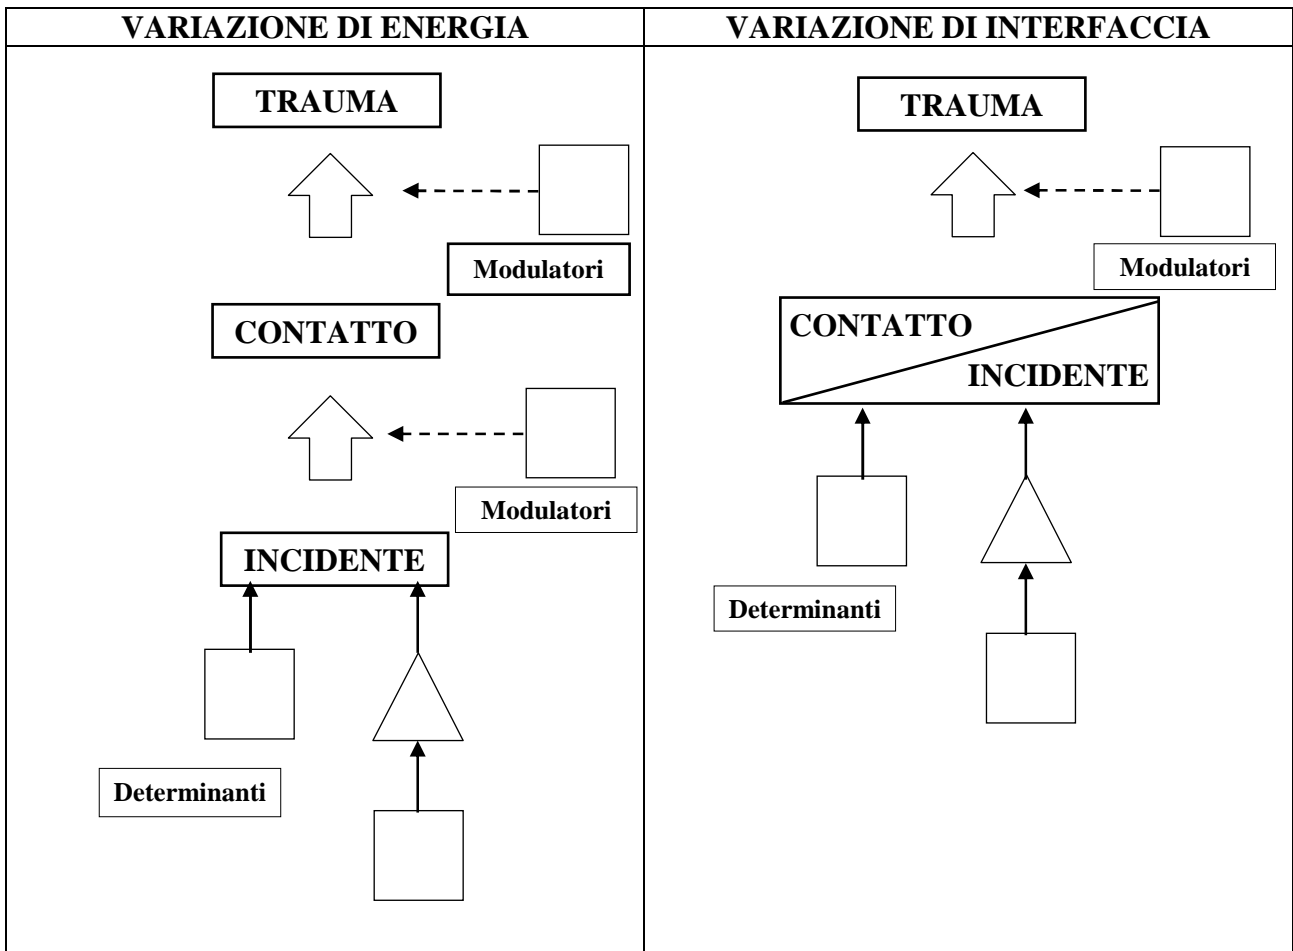 VARIAZIONE DI ENERGIA
TRAUMA
Modulatori
CONTATTO
Modulatori
INCIDENTE
Determinanti
VARIAZIONE DI INTERFACCIA
TRAUMA
Modulatori
CONTATTO
INCIDENTE
Determinanti